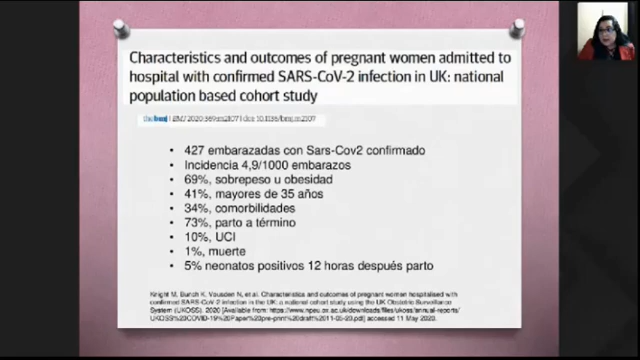 Characteristics and outcomes of pregnant women admitted to
hospital with confirmed SARS-CoV-2 infection in UK: national
population based cohort study
thebmj | BMJ 2020;369:m2107 | doi: 10.1136/bmj.m2107
• 427 embarazadas con Sars-Cov2 confirmado
• Incidencia 4,9/1000 embarazos
• 69%, sobrepeso u obesidad
• 41%, mayores de 35 años
• 34%, comorbilidades
• 73%, parto a término
• 10%, UCI
• 1%, muerte
• 5% neonatos positivos 12 horas después parto
Knight M, Bunch K, Vousden N, et al. Characteristics and outcomes of pregnant women hospitalised with
confirmed SARS-CoV-2 infection in the UK: a national cohort study using the UK Obstetric Surveillance
System (UKOSS). 2020 [Available from: https://www.npeu.ox.ac.uk/downloads/files/ukoss/annual-reports/
UKOSS%20COVID-19%20Paper%20pre-print%20draft%2011-05-20.pdf] accessed 11 May 2020.